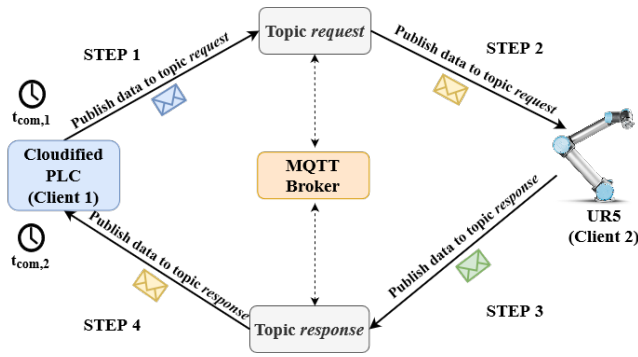 Topic request
STEP 1
STEP 2
Publish data to topic request
Publish data to topic request
t_com,1
Cloudified
PLC
(Client 1)
MQTT
Broker
UR5
(Client 2)
t_com,2
Publish data to topic response
Publish data to topic response
STEP 4
STEP 3
Topic response